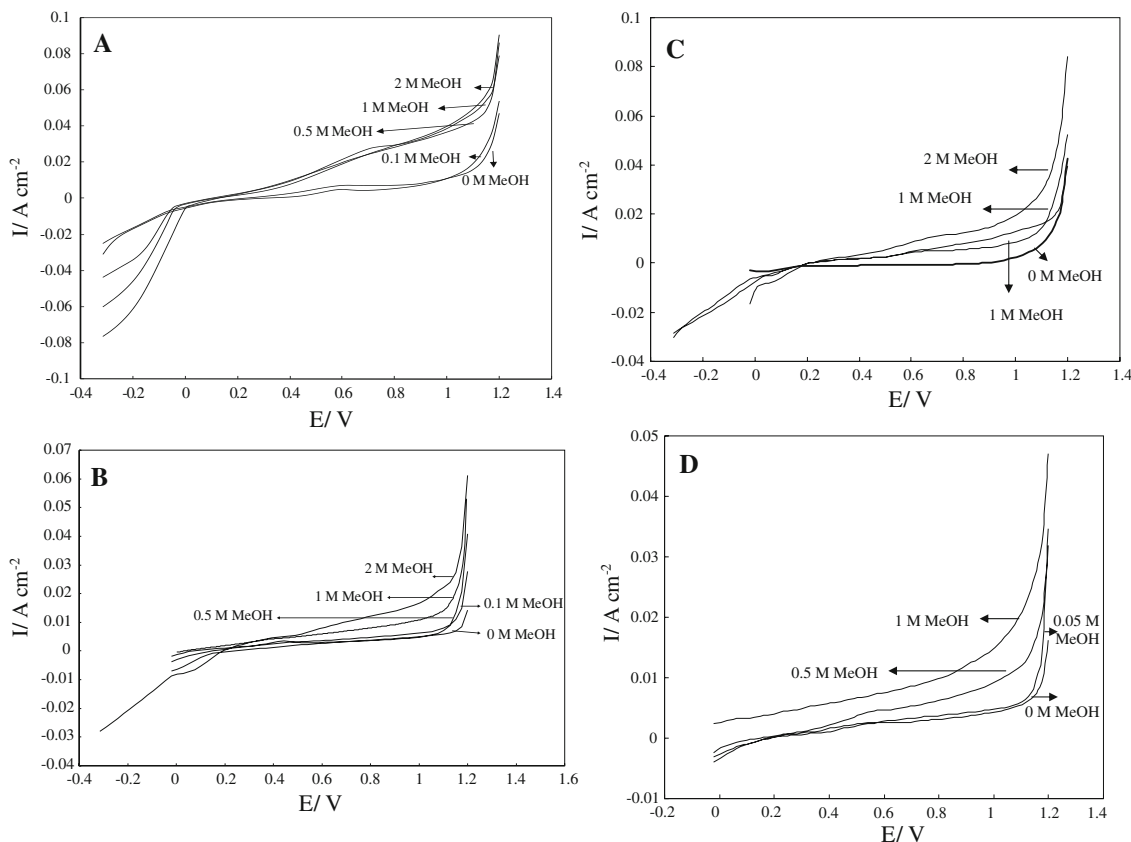 A
0.1
0.08
0.06
0.04
0.02
0
-0.02
-0.04
-0.06
-0.08
-0.1
I/ A cm-2
2 M MeOH
1 M MeOH
0.5 M MeOH
0.1 M MeOH
0 M MeOH
-0.4 -0.2 0 0.2 0.4 0.6 0.8 1 1.2 1.4
E/ V
C
0.1
0.08
0.06
0.04
0.02
0
-0.02
-0.04
I/ A cm-2
2 M MeOH
1 M MeOH
0 M MeOH
1 M MeOH
-0.4 -0.2 0 0.2 0.4 0.6 0.8 1 1.2 1.4
E/ V
B
0.07
0.06
0.05
0.04
0.03
0.02
0.01
0
-0.01
-0.02
-0.03
-0.04
I/ A cm-2
2 M MeOH
1 M MeOH
0.1 M MeOH
0.5 M MeOH
0 M MeOH
-0.4 -0.2 0 0.2 0.4 0.6 0.8 1 1.2 1.4 1.6
E/ V
D
0.05
0.04
0.03
0.02
0.01
0
-0.01
I/ A cm-2
1 M MeOH
0.05 M
MeOH
0.5 M MeOH
0 M MeOH
-0.2 0 0.2 0.4 0.6 0.8 1 1.2 1.4
E/ V